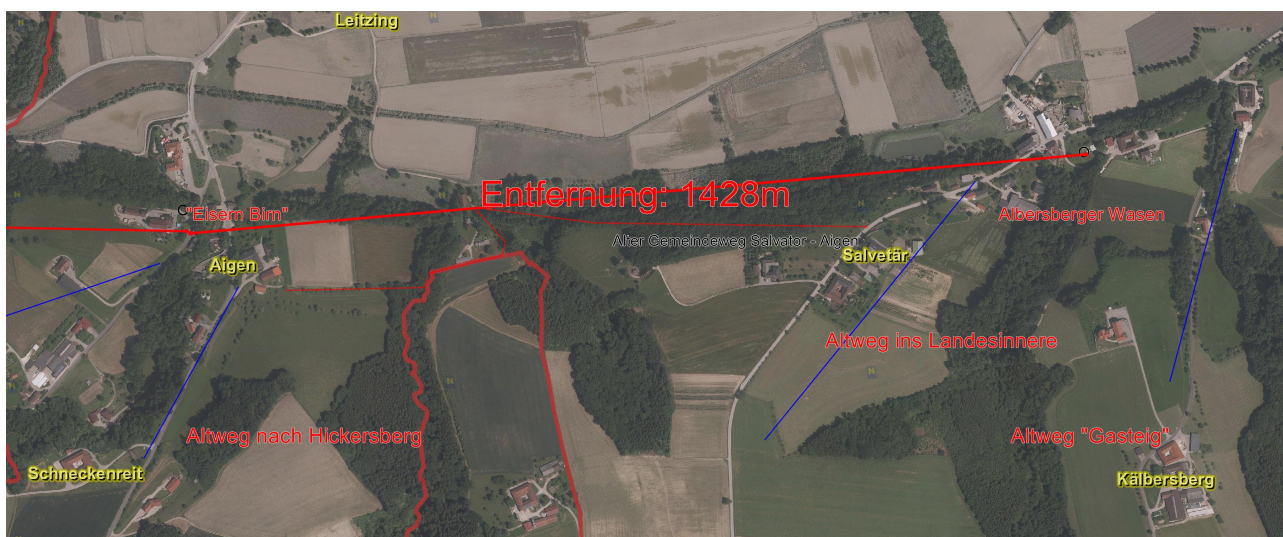 Leitzing
Entfernung: 1428m
"Eisern Birn"
Albersberger Wasen
Alter Gemeindeweg Salvator - Aigen
Salvetär
Aigen
Altweg ins Landesinnere
Altweg nach Hickersberg
Altweg "Gasteig"
Schneckenreit
Kälbersberg